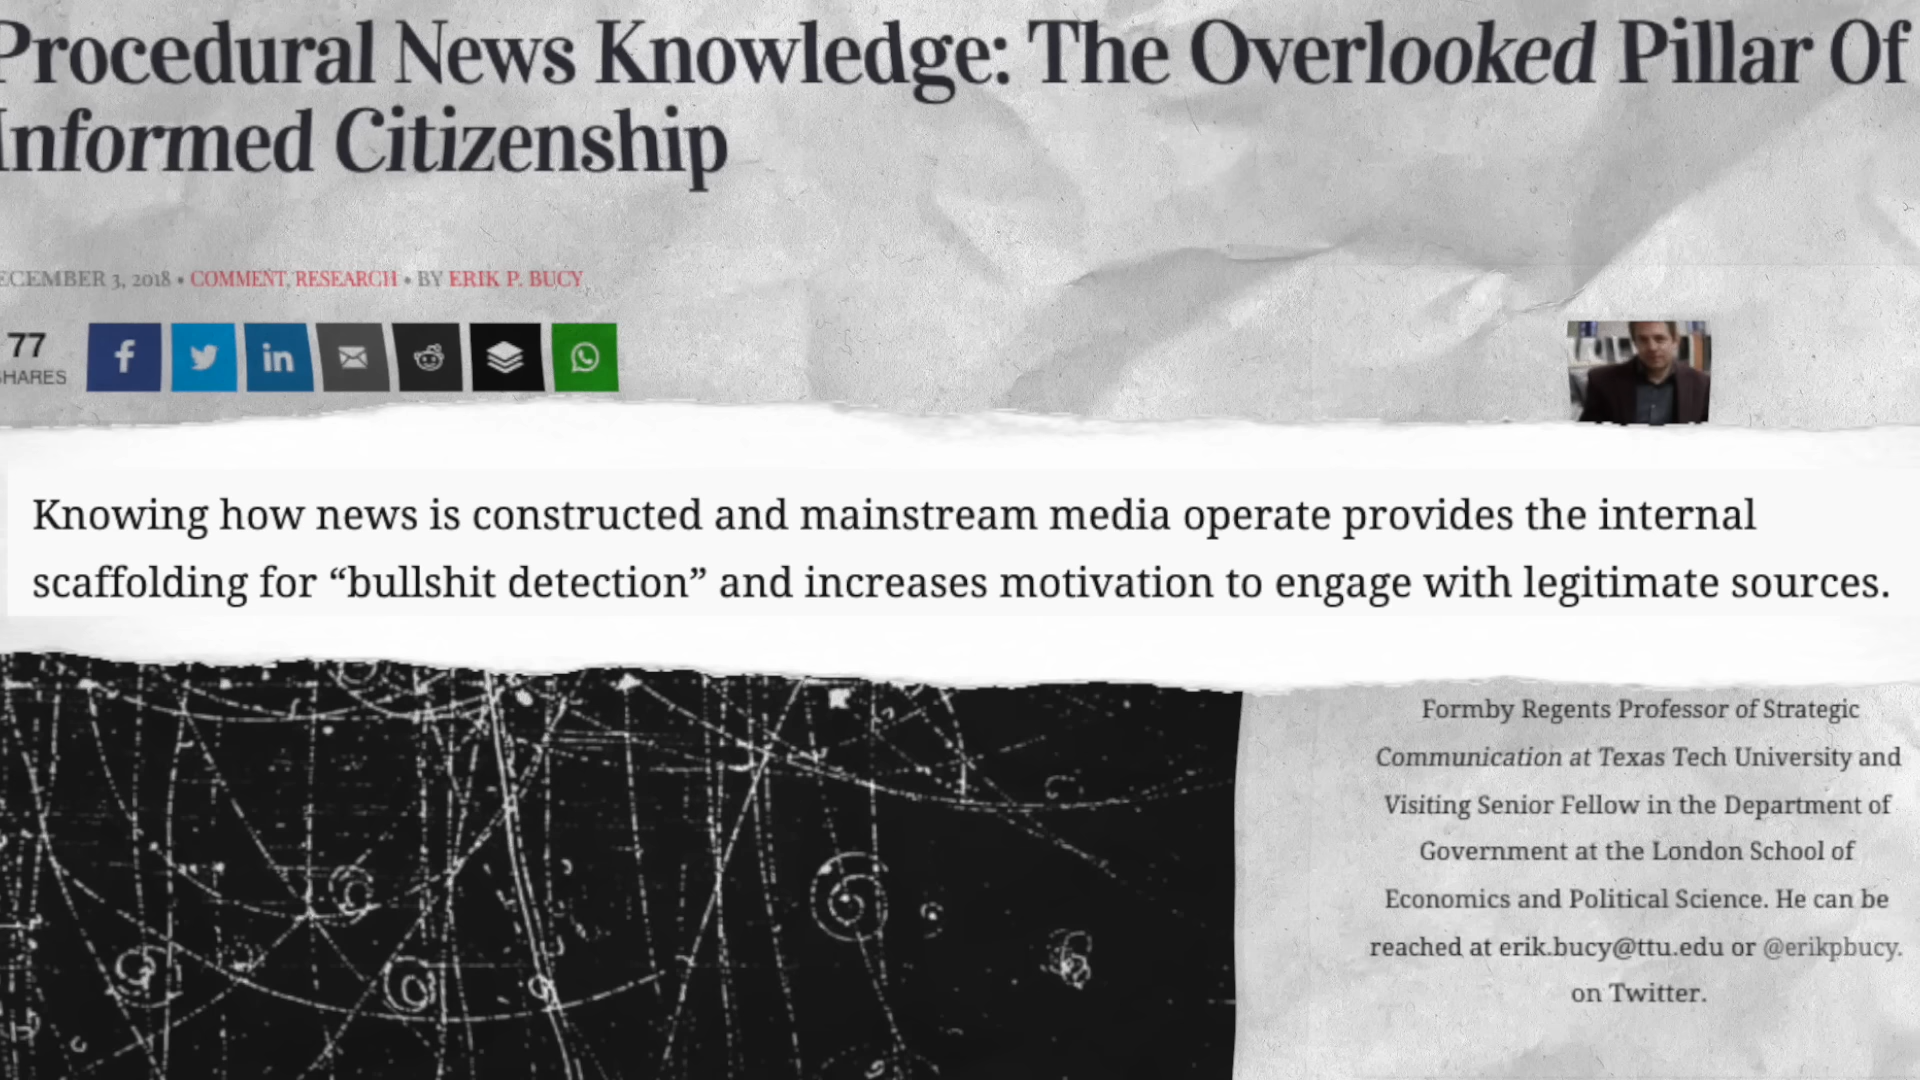 Procedural News Knowledge: The Overlooked Pillar Of
Informed Citizenship
ECEMBER 3, 2018 • COMMENT, RESEARCH • BY ERIK P. BUCY
77
SHARES
Knowing how news is constructed and mainstream media operate provides the internal
scaffolding for “bullshit detection” and increases motivation to engage with legitimate sources.
Formby Regents Professor of Strategic
Communication at Texas Tech University and
Visiting Senior Fellow in the Department of
Government at the London School of
Economics and Political Science. He can be
reached at erik.bucy@ttu.edu or @erikpbucy.
on Twitter.